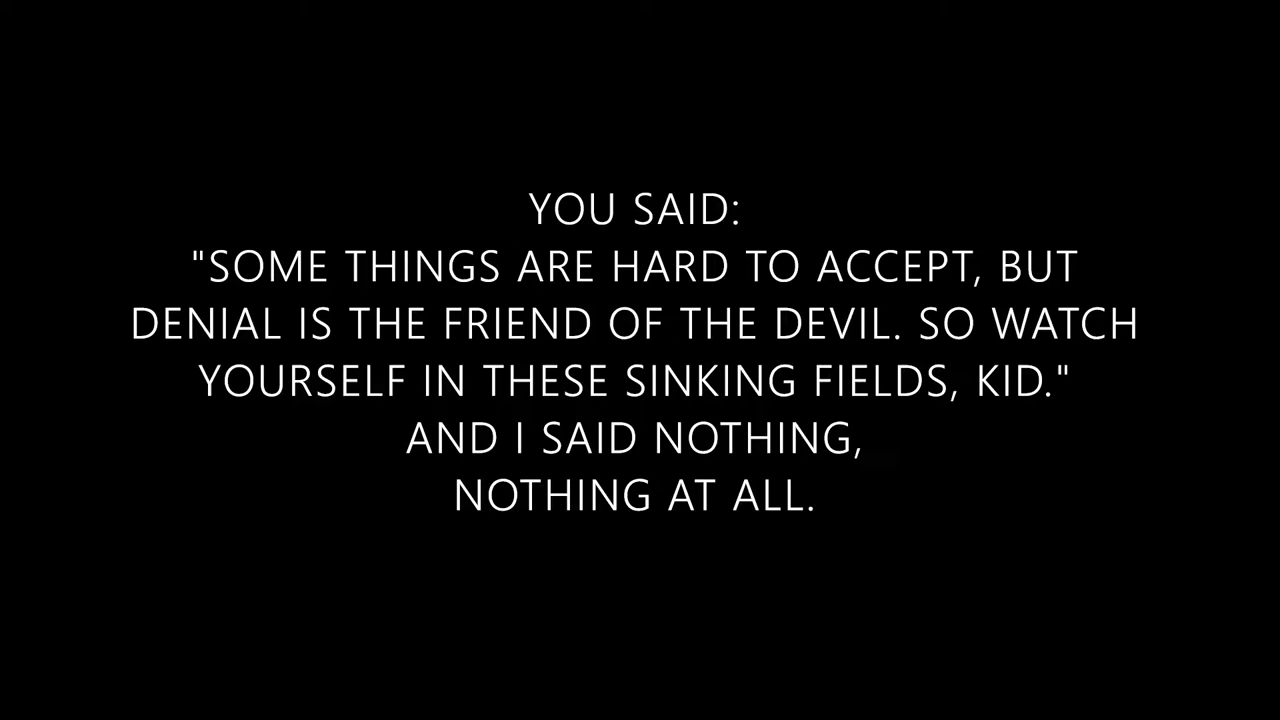 YOU SAID:
"SOME THINGS ARE HARD TO ACCEPT, BUT
DENIAL IS THE FRIEND OF THE DEVIL. SO WATCH
YOURSELF IN THESE SINKING FIELDS, KID."
AND I SAID NOTHING,
NOTHING AT ALL.